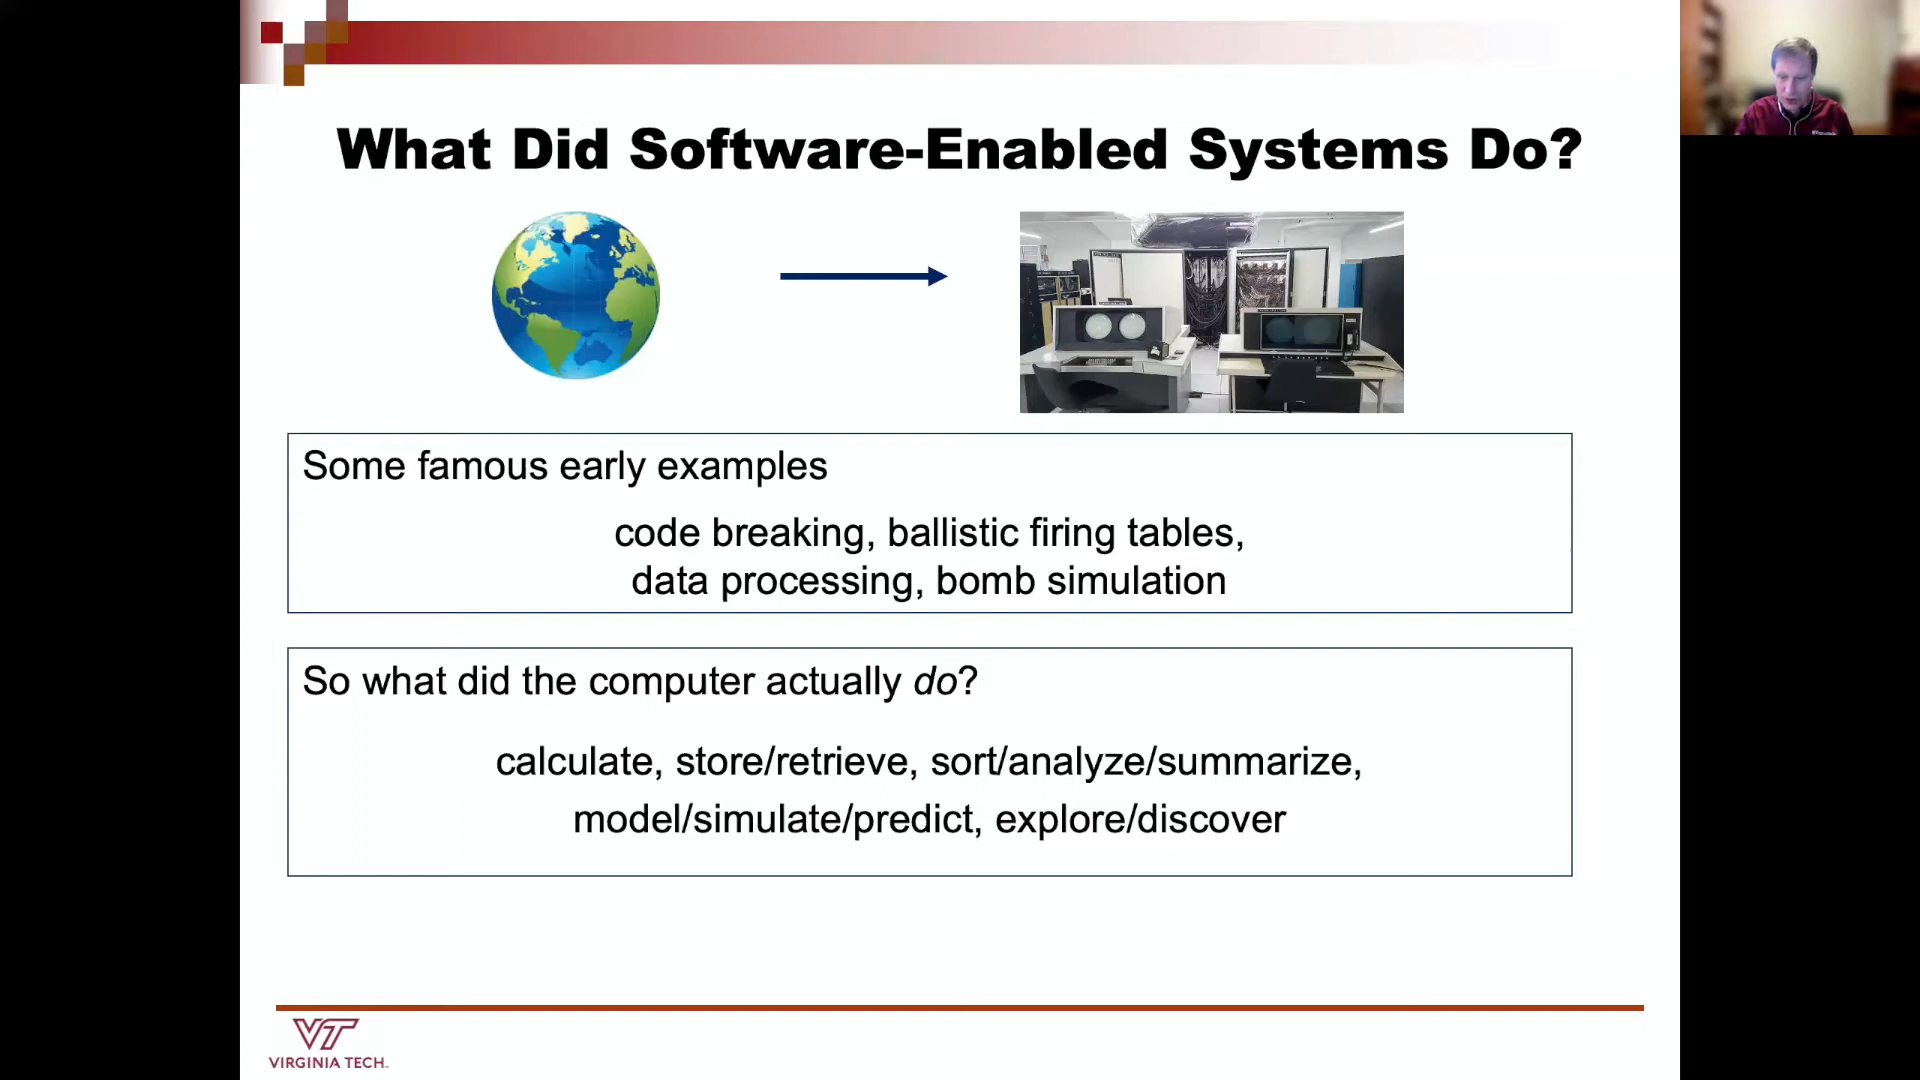 What Did Software-Enabled Systems Do?
Some famous early examples
code breaking, ballistic firing tables,
data processing, bomb simulation
So what did the computer actually do?
calculate, store/retrieve, sort/analyze/summarize,
model/simulate/predict, explore/discover
VT
VIRGINIA TECH.